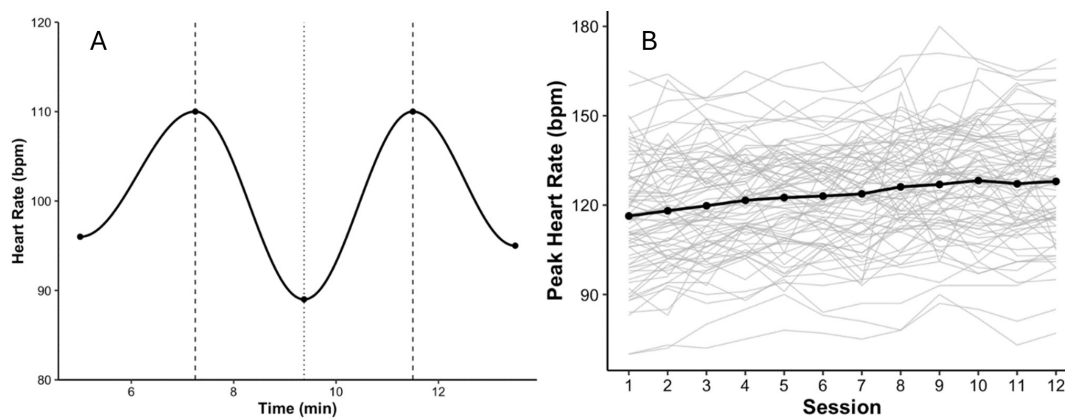 A
Heart Rate (bpm)
120
110
100
90
80
6 8 10 12
Time (min)
B
Peak Heart Rate (bpm)
180
150
120
90
1 2 3 4 5 6 7 8 9 10 11 12
Session